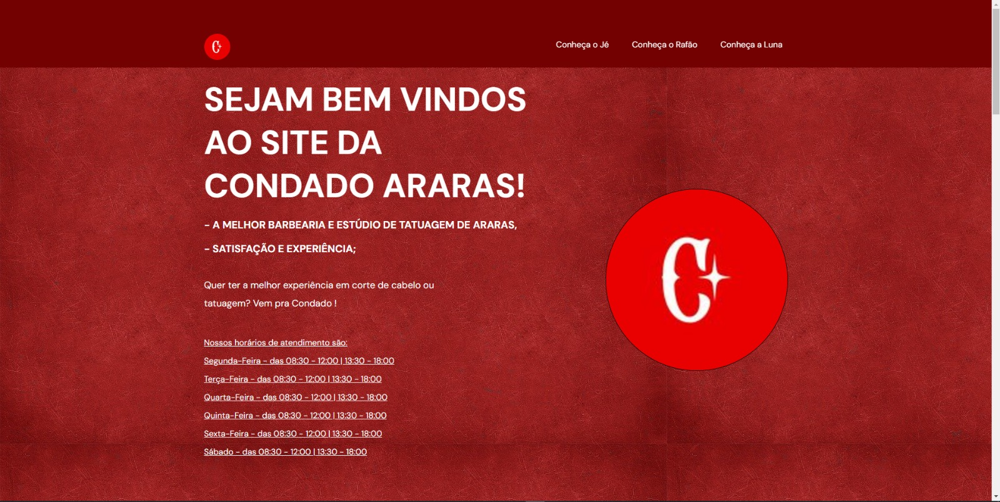 C
Conheça o Jé
Conheça o Rafão
Conheça a Luna
SEJAM BEM VINDOS
AO SITE DA
CONDADO ARARAS!
- A MELHOR BARBEARIA E ESTÚDIO DE TATUAGEM DE ARARAS,
- SATISFAÇÃO E EXPERIÊNCIA;
Quer ter a melhor experiência em corte de cabelo ou
tatuagem? Vem pra Condado !
C
Nossos horários de atendimento são:
Segunda-Feira - das 08:30 - 12:00 | 13:30 - 18:00
Terça-Feira - das 08:30 - 12:00 | 13:30 - 18:00
Quarta-Feira - das 08:30 - 12:00 | 13:30 - 18:00
Quinta-Feira - das 08:30 - 12:00 | 13:30 - 18:00
Sexta-Feira - das 08:30 - 12:00 | 13:30 - 18:00
Sábado - das 08:30 - 12:00 | 13:30 - 18:00